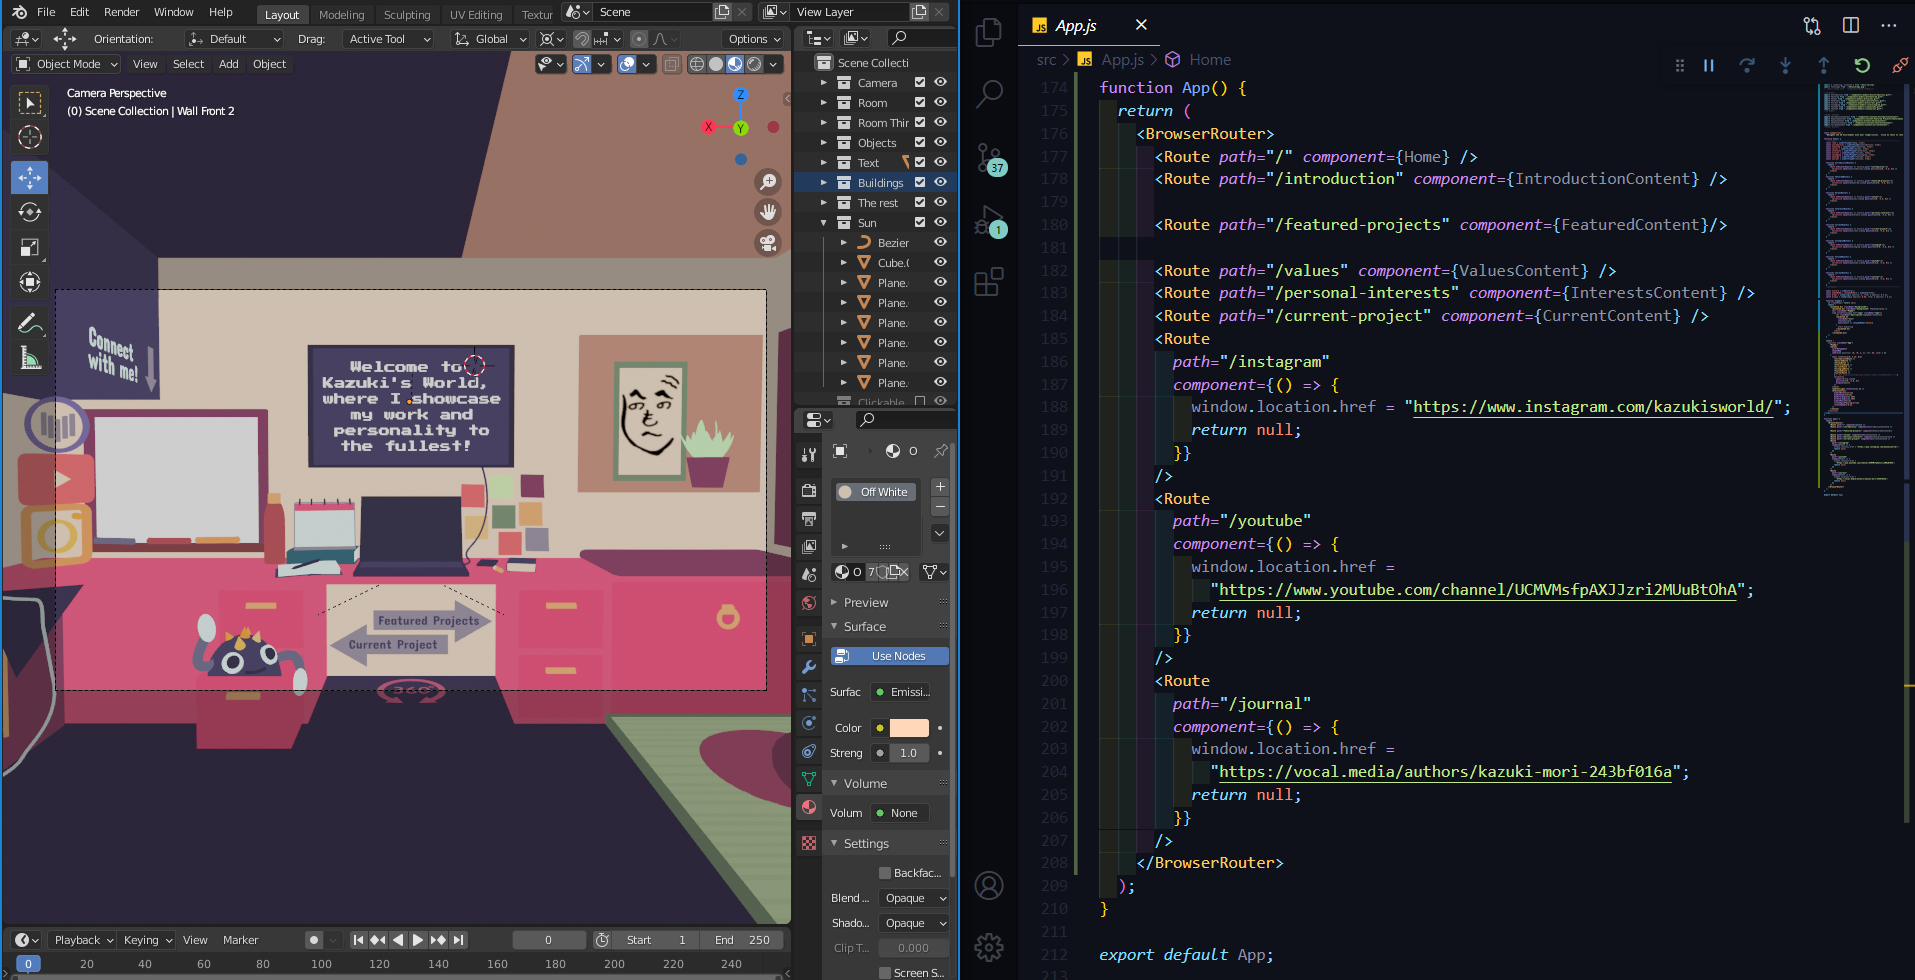 File Edit Render Window Help Layout Modeling Sculpting UV Editing Textur Scene View Layer
Orientation: Default Drag: Active Tool Global Options
Object Mode View Select Add Object
Camera Perspective
(0) Scene Collection | Wall Front 2
Z
X
Y
Connect
with me!
Welcome to
Kazuki's World,
where I showcase
my work and
personality to
the fullest!
Featured Projects
Current Project
360°
Playback Keying View Marker 0 Start 1 End 250
0 20 40 60 80 100 120 140 160 180 200 220 240
Scene Collecti
Camera
Room
Room Thir
Objects
Text
Buildings
The rest
Sun
Bezier
Cube.(
Plane.
Plane.
Plane.
Plane.
Plane.
Plane.
Clickable
Off White
7
Preview
Surface
Use Nodes
Surfac Emissi...
Color
Streng 1.0
Volume
Volum None
Settings
Backfac...
Blend ... Opaque
Shado... Opaque
Clip T... 0.000
Screen S...
37
1
JS App.js
src > JS App.js > Home
174 function App() {
175 return (
176 <BrowserRouter>
177 <Route path="/" component={Home} />
178 <Route path="/introduction" component={IntroductionContent} />
179
180 <Route path="/featured-projects" component={FeaturedContent}/>
181
182 <Route path="/values" component={ValuesContent} />
183 <Route path="/personal-interests" component={InterestsContent} />
184 <Route path="/current-project" component={CurrentContent} />
185 <Route
186 path="/instagram"
187 component={() => {
188 window.location.href = "https://www.instagram.com/kazukisworld/";
189 return null;
190 }}
191 />
192 <Route
193 path="/youtube"
194 component={() => {
195 window.location.href =
196 "https://www.youtube.com/channel/UCMVMsfpAXJJzri2MUuBtOhA";
197 return null;
198 }}
199 />
200 <Route
201 path="/journal"
202 component={() => {
203 window.location.href =
204 "https://vocal.media/authors/kazuki-mori-243bf016a";
205 return null;
206 }}
207 />
208 </BrowserRouter>
209 );
210 }
211
212 export default App;
213